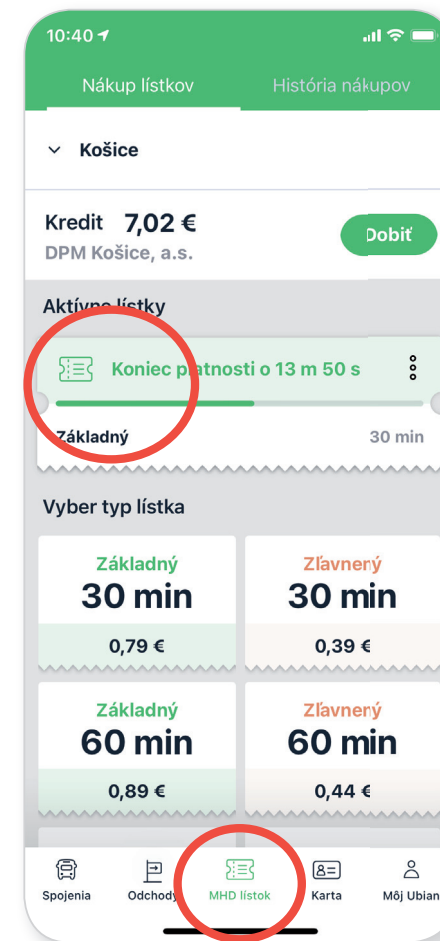 10:40
Nákup lístkov História nákupov
Košice
Kredit 7,02 €
DPM Košice, a.s.
Dobiť
Aktívne lístky
Koniec platnosti o 13 m 50 s
Základný 30 min
Vyber typ lístka
Základný
30 min
0,79 €
Zľavnený
30 min
0,39 €
Základný
60 min
0,89 €
Zľavnený
60 min
0,44 €
Spojenia Odchody MHD lístok Karta Môj Ubian